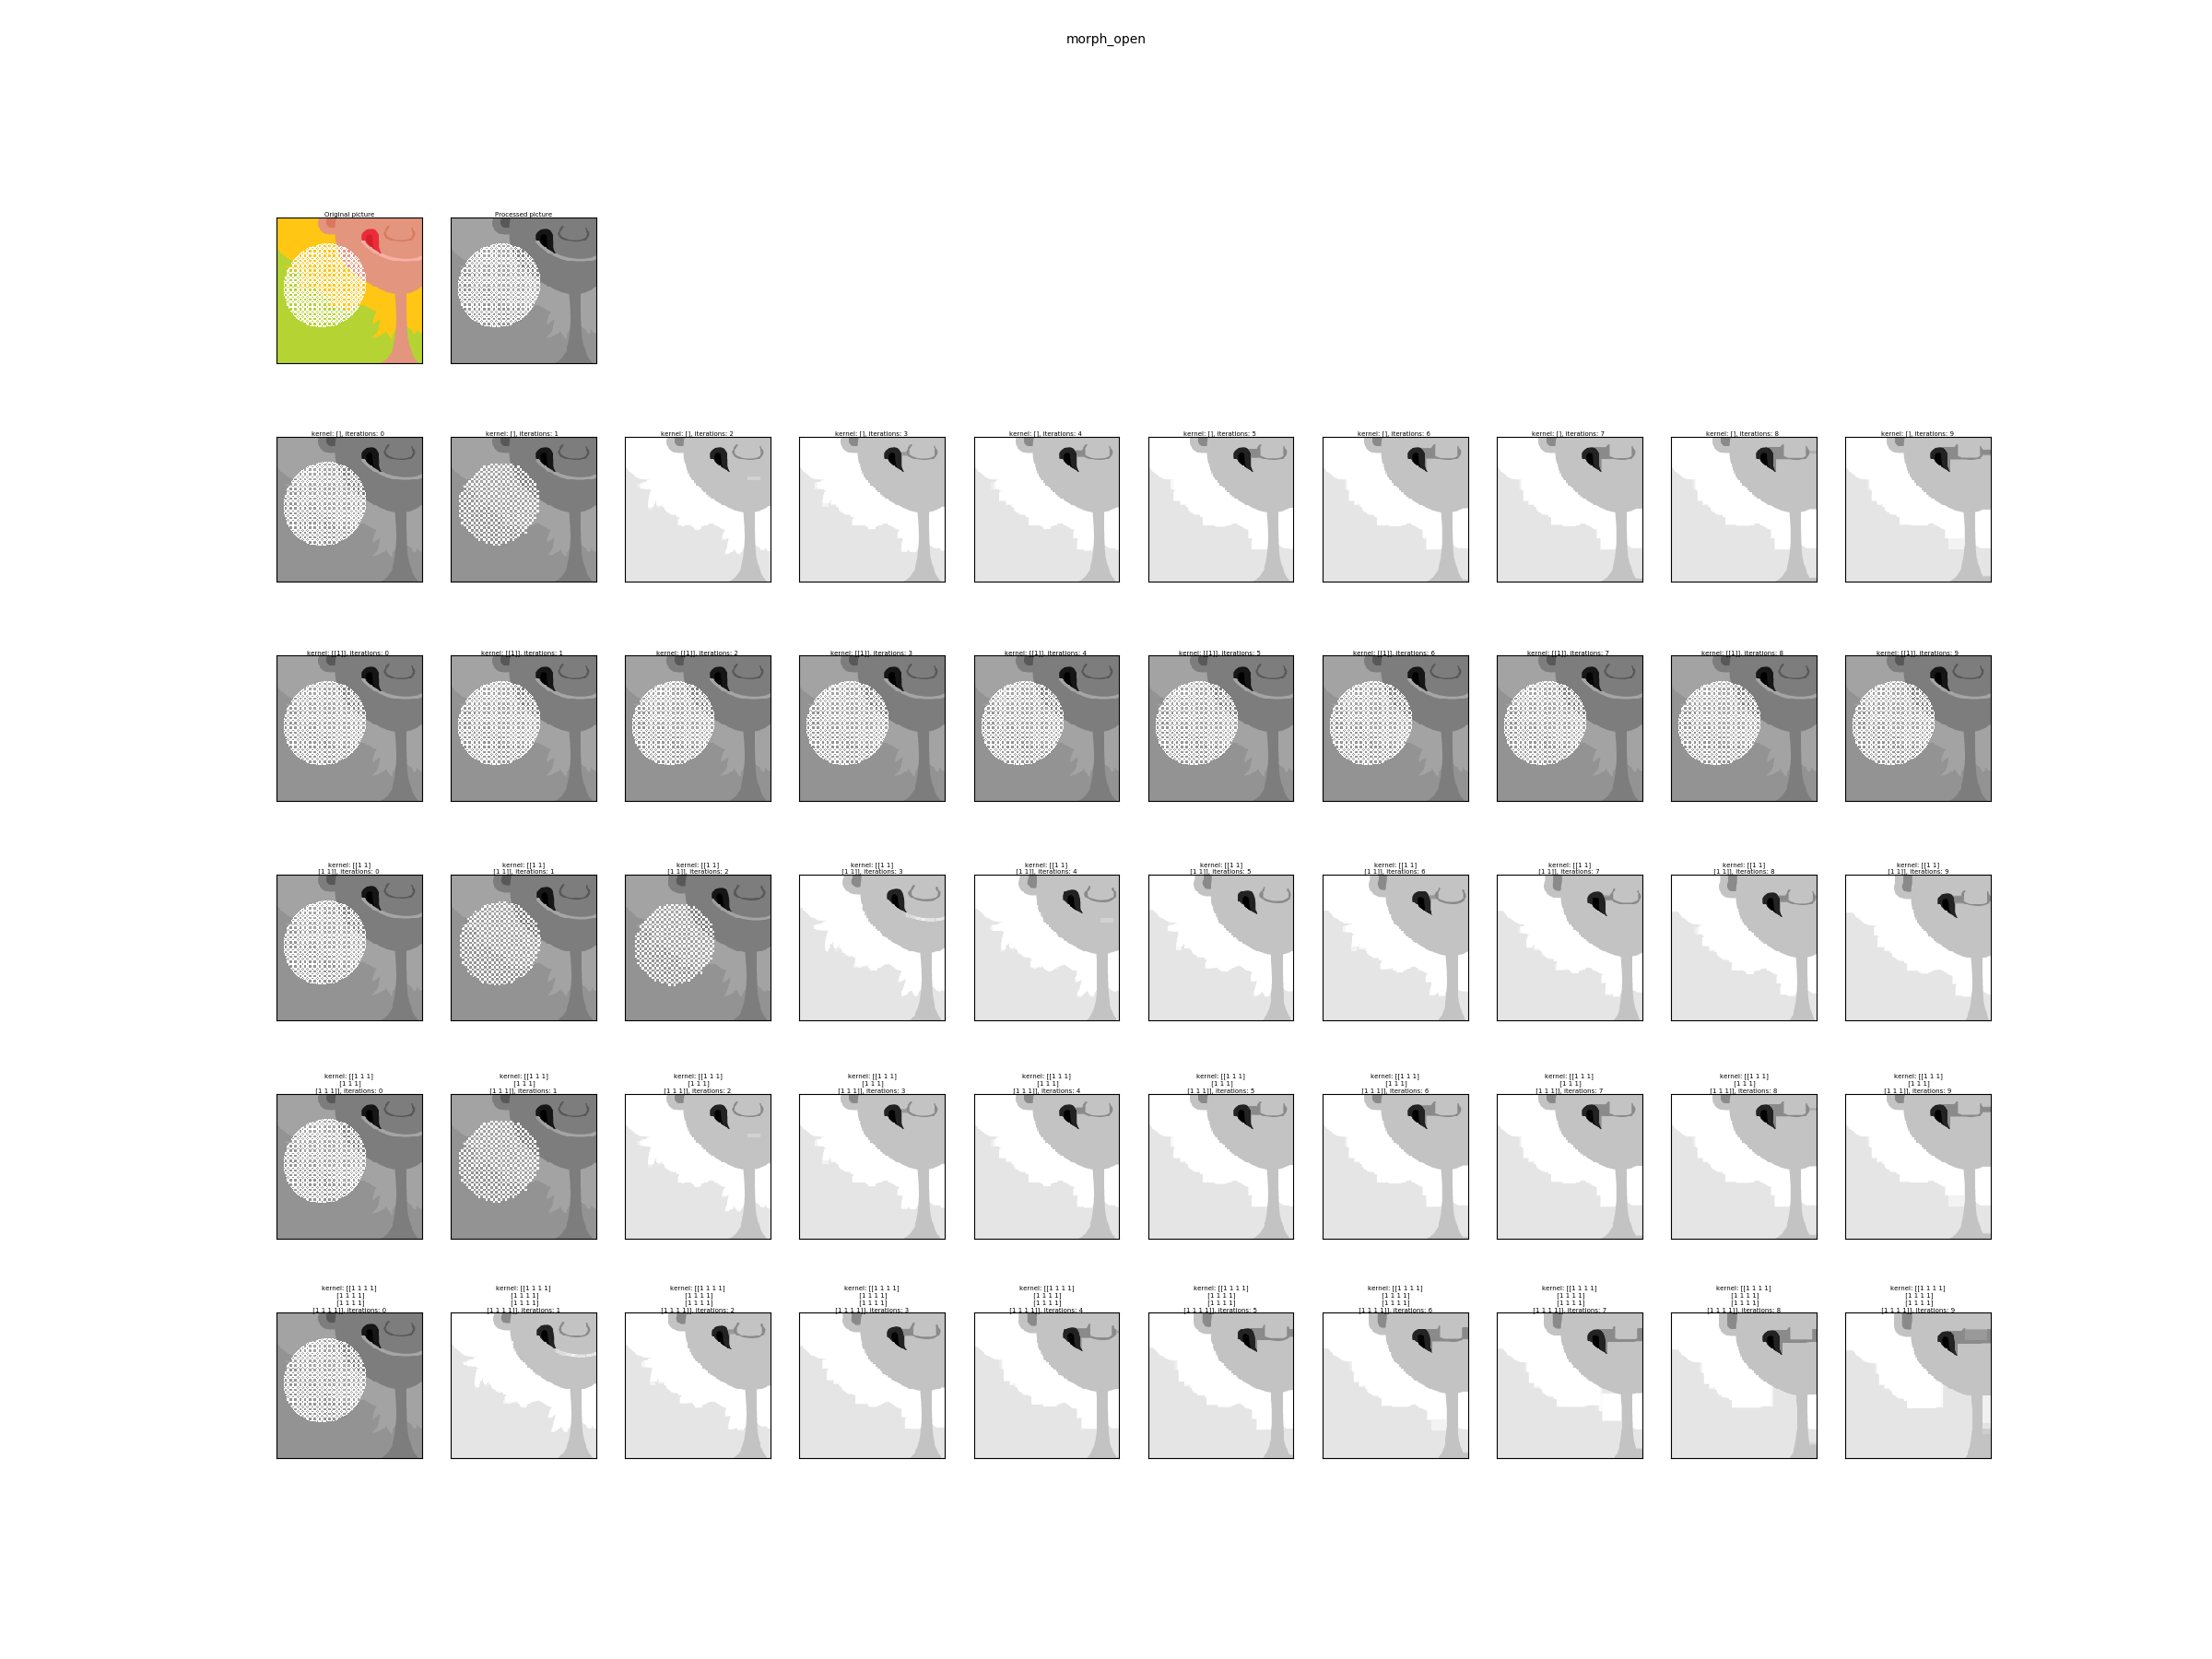 morph_open
Original picture
Processed picture
kernel: [], iterations: 0
kernel: [], iterations: 1
kernel: [], iterations: 2
kernel: [], iterations: 3
kernel: [], iterations: 4
kernel: [], iterations: 5
kernel: [], iterations: 6
kernel: [], iterations: 7
kernel: [], iterations: 8
kernel: [], iterations: 9
kernel: [[1]], iterations: 0
kernel: [[1]], iterations: 1
kernel: [[1]], iterations: 2
kernel: [[1]], iterations: 3
kernel: [[1]], iterations: 4
kernel: [[1]], iterations: 5
kernel: [[1]], iterations: 6
kernel: [[1]], iterations: 7
kernel: [[1]], iterations: 8
kernel: [[1]], iterations: 9
kernel: [[1 1]
[1 1]], iterations: 0
kernel: [[1 1]
[1 1]], iterations: 1
kernel: [[1 1]
[1 1]], iterations: 2
kernel: [[1 1]
[1 1]], iterations: 3
kernel: [[1 1]
[1 1]], iterations: 4
kernel: [[1 1]
[1 1]], iterations: 5
kernel: [[1 1]
[1 1]], iterations: 6
kernel: [[1 1]
[1 1]], iterations: 7
kernel: [[1 1]
[1 1]], iterations: 8
kernel: [[1 1]
[1 1]], iterations: 9
kernel: [[1 1 1]
[1 1 1]
[1 1 1]], iterations: 0
kernel: [[1 1 1]
[1 1 1]
[1 1 1]], iterations: 1
kernel: [[1 1 1]
[1 1 1]
[1 1 1]], iterations: 2
kernel: [[1 1 1]
[1 1 1]
[1 1 1]], iterations: 3
kernel: [[1 1 1]
[1 1 1]
[1 1 1]], iterations: 4
kernel: [[1 1 1]
[1 1 1]
[1 1 1]], iterations: 5
kernel: [[1 1 1]
[1 1 1]
[1 1 1]], iterations: 6
kernel: [[1 1 1]
[1 1 1]
[1 1 1]], iterations: 7
kernel: [[1 1 1]
[1 1 1]
[1 1 1]], iterations: 8
kernel: [[1 1 1]
[1 1 1]
[1 1 1]], iterations: 9
kernel: [[1 1 1 1]
[1 1 1 1]
[1 1 1 1]
[1 1 1 1]], iterations: 0
kernel: [[1 1 1 1]
[1 1 1 1]
[1 1 1 1]
[1 1 1 1]], iterations: 1
kernel: [[1 1 1 1]
[1 1 1 1]
[1 1 1 1]
[1 1 1 1]], iterations: 2
kernel: [[1 1 1 1]
[1 1 1 1]
[1 1 1 1]
[1 1 1 1]], iterations: 3
kernel: [[1 1 1 1]
[1 1 1 1]
[1 1 1 1]
[1 1 1 1]], iterations: 4
kernel: [[1 1 1 1]
[1 1 1 1]
[1 1 1 1]
[1 1 1 1]], iterations: 5
kernel: [[1 1 1 1]
[1 1 1 1]
[1 1 1 1]
[1 1 1 1]], iterations: 6
kernel: [[1 1 1 1]
[1 1 1 1]
[1 1 1 1]
[1 1 1 1]], iterations: 7
kernel: [[1 1 1 1]
[1 1 1 1]
[1 1 1 1]
[1 1 1 1]], iterations: 8
kernel: [[1 1 1 1]
[1 1 1 1]
[1 1 1 1]
[1 1 1 1]], iterations: 9